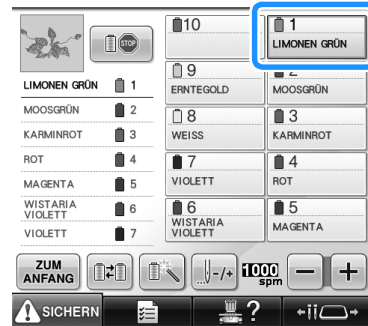 10
1
LIMONEN GRÜN
STOP
9
ERNTEGOLD
2
MOOSGRÜN
LIMONEN GRÜN 1
MOOSGRÜN 2
8
WEISS
3
KARMINROT
KARMINROT 3
ROT 4
7
VIOLETT
4
ROT
MAGENTA 5
WISTARIA
VIOLETT 6
6
WISTARIA
VIOLETT
5
MAGENTA
VIOLETT 7
ZUM
ANFANG
-/+
1000
spm
− +
SICHERN
?